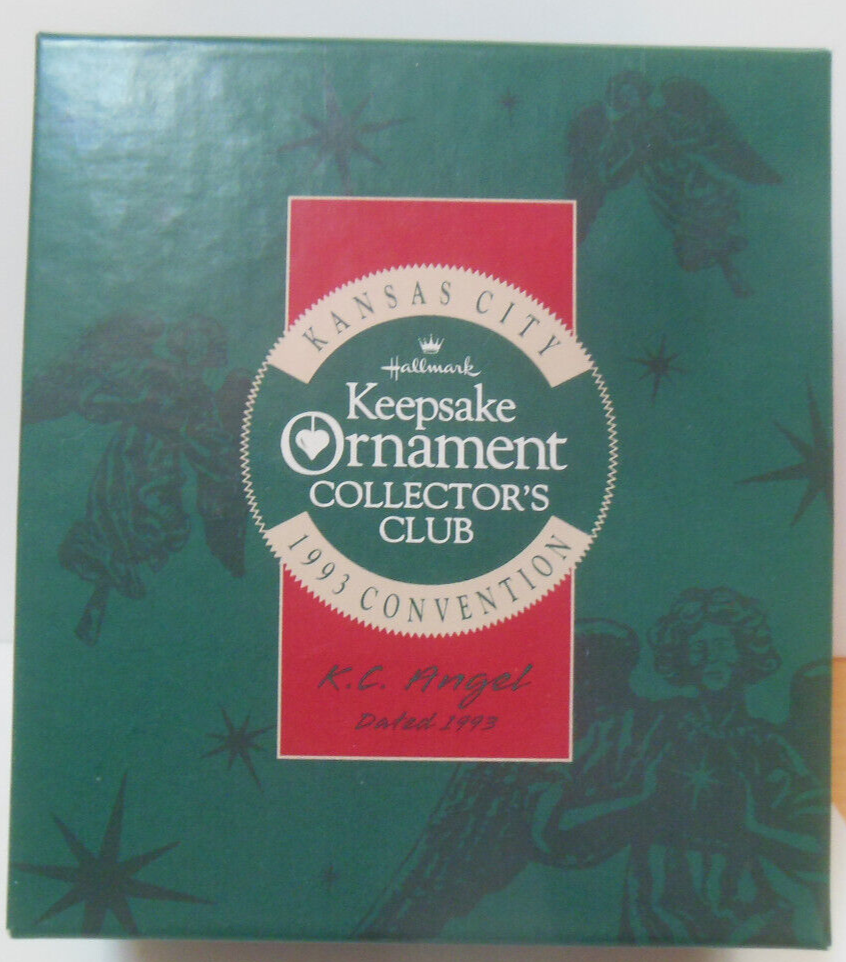 KANSAS CITY
Hallmark
Keepsake
Ornament
COLLECTOR'S
CLUB
1993 CONVENTION
K.C. Angel
Dated 1993